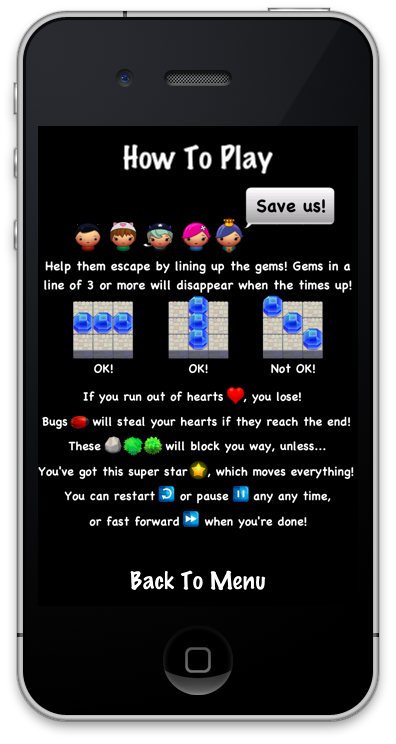 How To Play
Save us!
Help them escape by lining up the gems! Gems in a
line of 3 or more will disappear when the times up!
OK!
OK!
Not OK!
If you run out of hearts , you lose!
Bugs will steal your hearts if they reach the end!
These will block you way, unless...
You've got this super star , which moves everything!
You can restart or pause any any time,
or fast forward when you're done!
Back To Menu